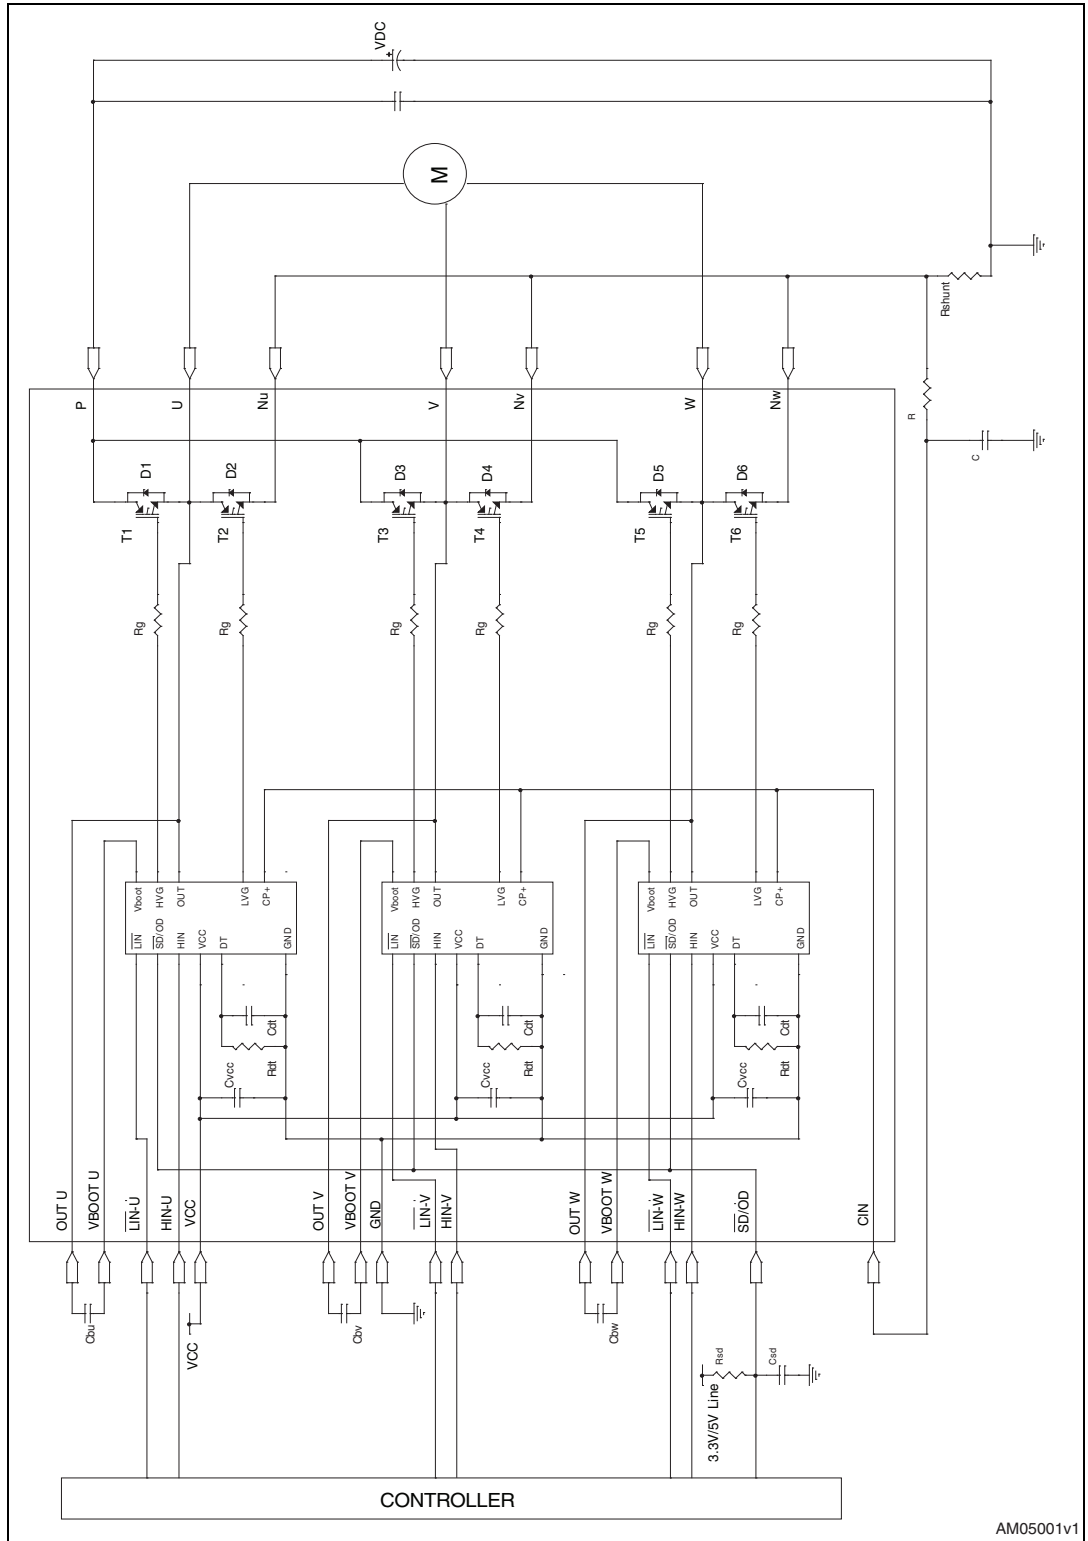 VDC
M
Rshunt
P
U
Nu
V
Nv
W
Nw
R
C
D1
D2
D3
D4
D5
D6
T1
T2
T3
T4
T5
T6
Rg
Rg
Rg
Rg
Rg
Rg
Vboot
HVG
OUT
LVG
CP+
LIN
SD/OD
HIN
VCC
DT
GND
Vboot
HVG
OUT
LVG
CP+
LIN
SD/OD
HIN
VCC
DT
GND
Vboot
HVG
OUT
LVG
CP+
LIN
SD/OD
HIN
VCC
DT
GND
Cdt
Rdt
Cvcc
Cdt
Rdt
Cvcc
Cdt
Rdt
Cvcc
OUT U
VBOOT U
LIN-U
HIN-U
VCC
OUT V
VBOOT V
GND
LIN-V
HIN-V
OUT W
VBOOT W
LIN-W
HIN-W
SD/OD
CIN
Cbu
VCC
Cbv
Cbw
Rsd
Csd
3.3V/5V Line
CONTROLLER
AM05001v1